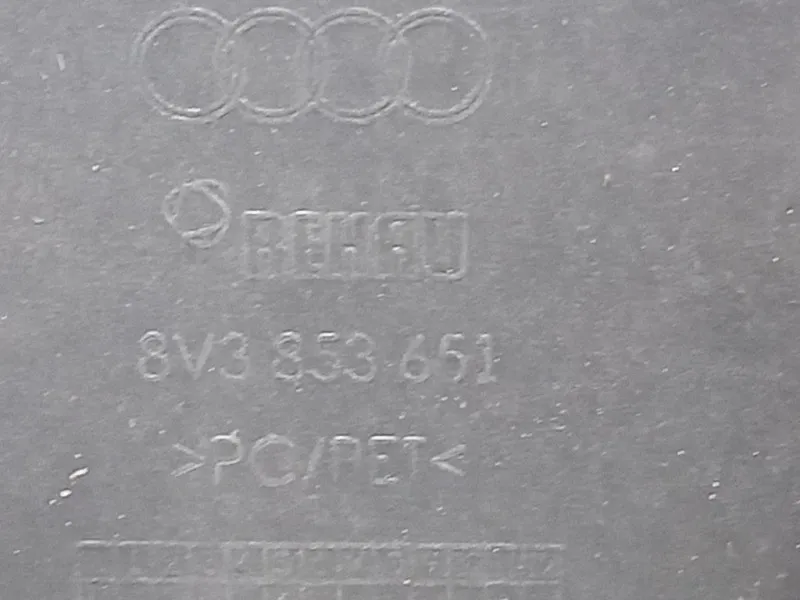 REHAU
8V3 853 651
>PC/PET<